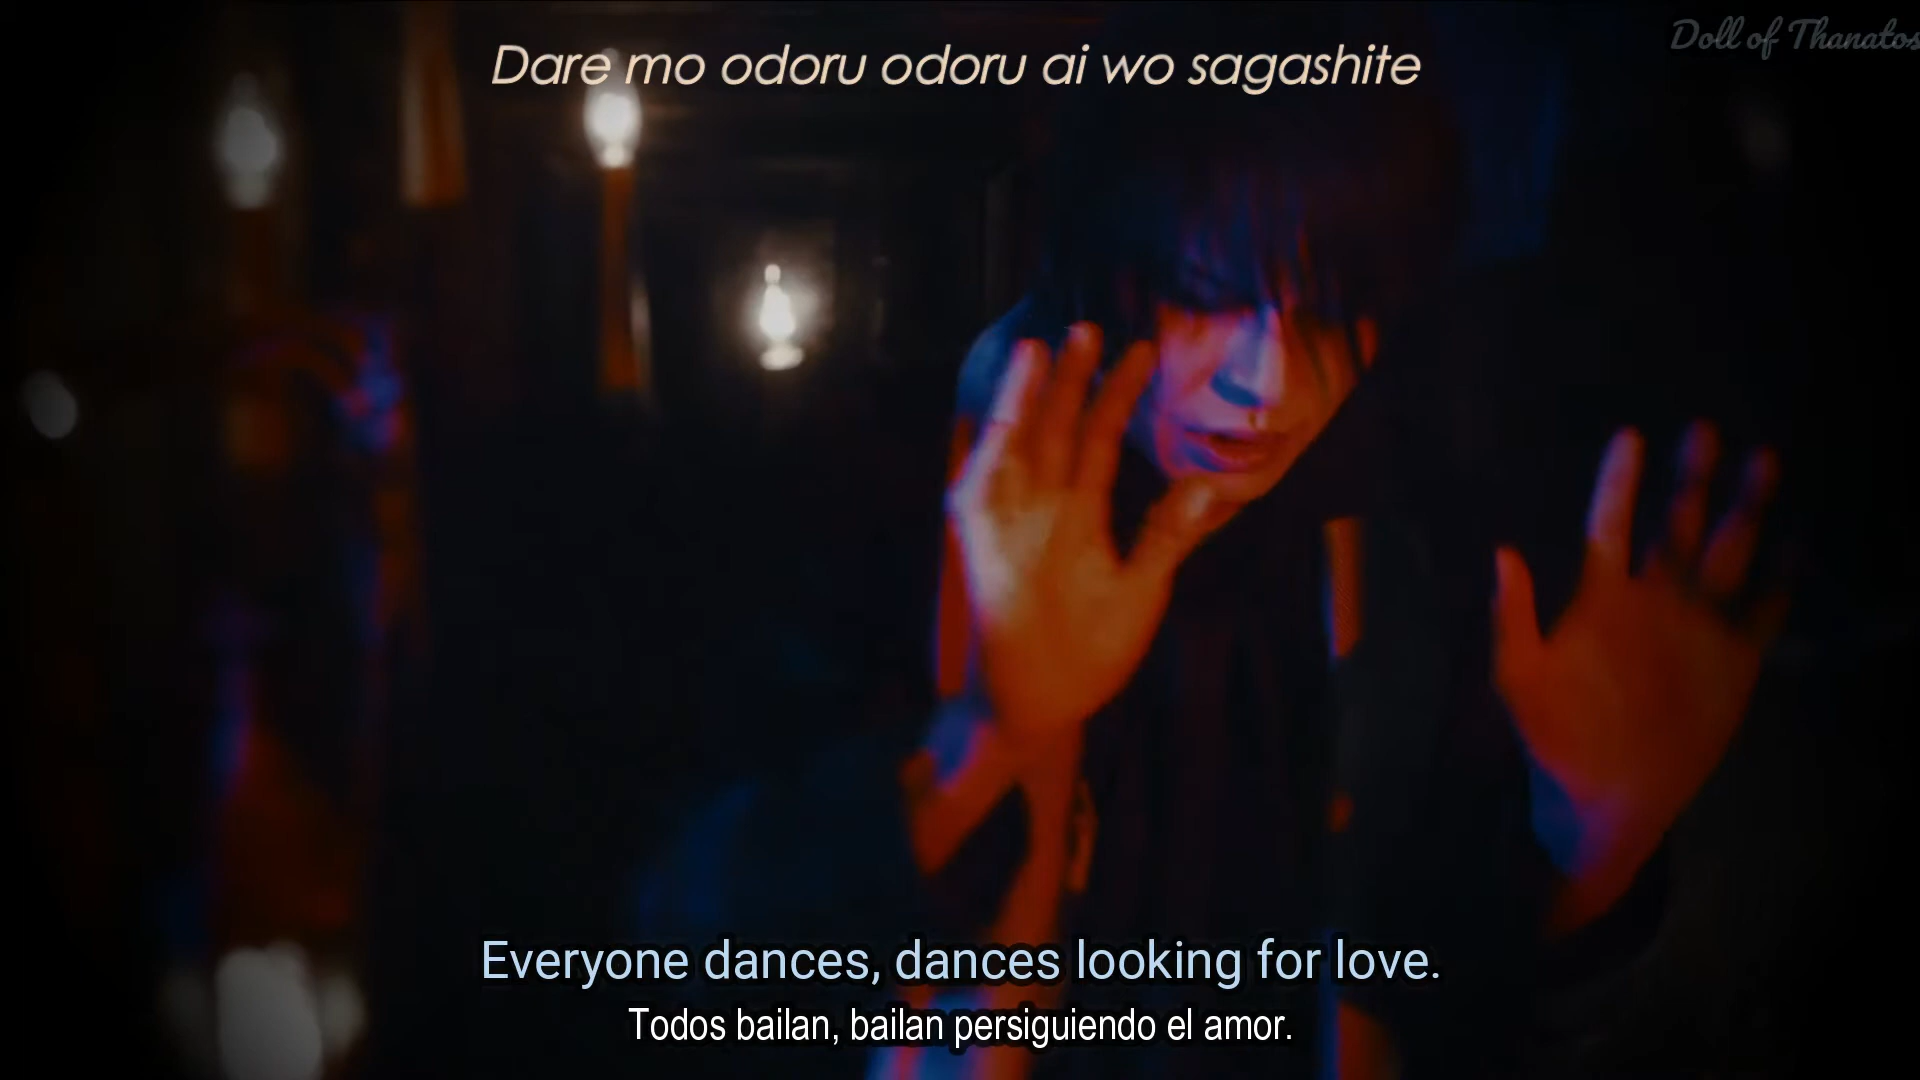 Doll of Thanatos
Dare mo odoru odoru ai wo sagashite
Everyone dances, dances looking for love.
Todos bailan, bailan persiguiendo el amor.